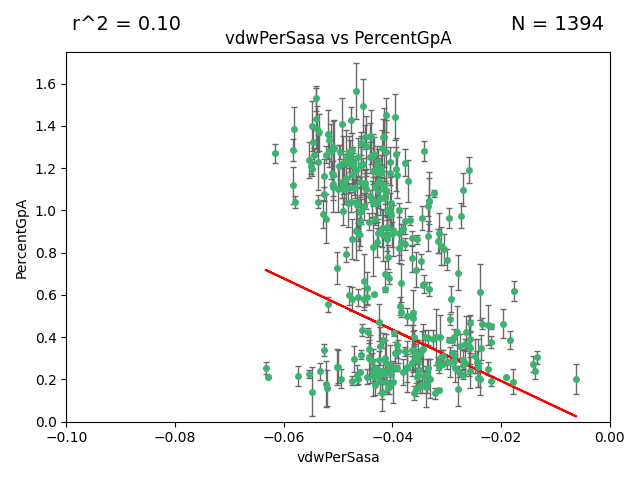 r^2 = 0.10
N = 1394
vdwPerSasa vs PercentGpA
1.6
1.4
1.2
1.0
0.8
0.6
0.4
0.2
0.0
PercentGpA
−0.10 −0.08 −0.06 −0.04 −0.02 0.00
vdwPerSasa